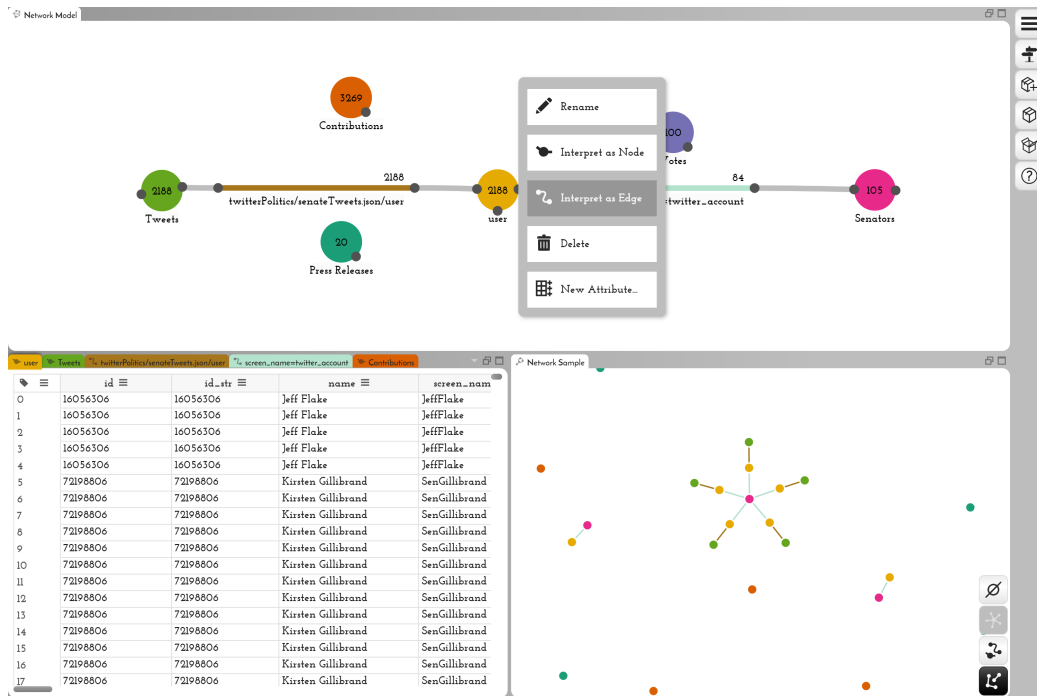 Network Model
3269
Contributions
Rename
100
Votes
Interpret as Node
2188
2188
84
2188
2188
105
twitterPolitics/senateTweets.json/user
Interpret as Edge
=twitter_account
Tweets
user
Senators
20
Press Releases
Delete
New Attribute...
user
Tweets
twitterPolitics/senateTweets.json/user
screen_name=twitter_account
Contributions
Network Sample
id id_str name screen_nam
0 16056306 16056306 Jeff Flake JeffFlake
1 16056306 16056306 Jeff Flake JeffFlake
2 16056306 16056306 Jeff Flake JeffFlake
3 16056306 16056306 Jeff Flake JeffFlake
4 16056306 16056306 Jeff Flake JeffFlake
5 72198806 72198806 Kirsten Gillibrand SenGillibrand
6 72198806 72198806 Kirsten Gillibrand SenGillibrand
7 72198806 72198806 Kirsten Gillibrand SenGillibrand
8 72198806 72198806 Kirsten Gillibrand SenGillibrand
9 72198806 72198806 Kirsten Gillibrand SenGillibrand
10 72198806 72198806 Kirsten Gillibrand SenGillibrand
11 72198806 72198806 Kirsten Gillibrand SenGillibrand
12 72198806 72198806 Kirsten Gillibrand SenGillibrand
13 72198806 72198806 Kirsten Gillibrand SenGillibrand
14 72198806 72198806 Kirsten Gillibrand SenGillibrand
15 72198806 72198806 Kirsten Gillibrand SenGillibrand
16 72198806 72198806 Kirsten Gillibrand SenGillibrand
17 72198806 72198806 Kirsten Gillibrand SenGillibrand